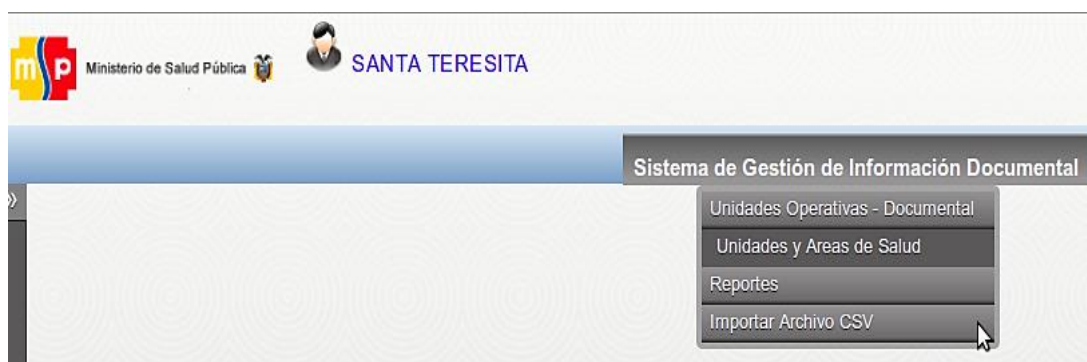 msp Ministerio de Salud Pública SANTA TERESITA
Sistema de Gestión de Información Documental
»
Unidades Operativas - Documental
Unidades y Areas de Salud
Reportes
Importar Archivo CSV